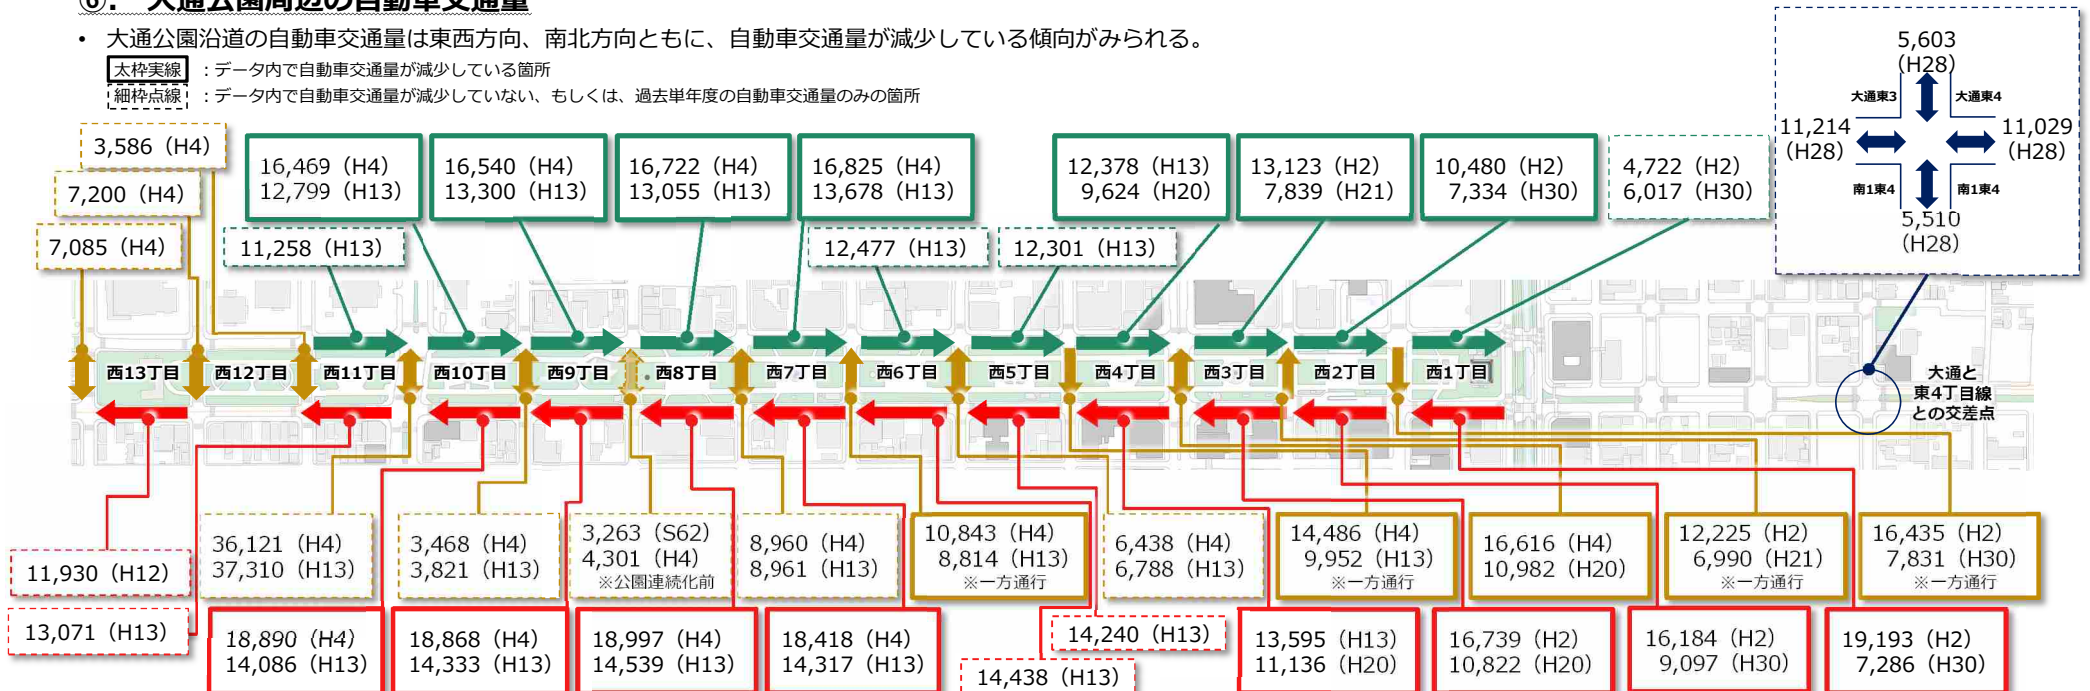 ⑥. 大通公園周辺の自動車交通量
• 大通公園沿道の自動車交通量は東西方向、南北方向ともに、自動車交通量が減少している傾向がみられる。
太枠実線 ：データ内で自動車交通量が減少している箇所
細枠点線 ：データ内で自動車交通量が減少していない、もしくは、過去単年度の自動車交通量のみの箇所
5,603
(H28)
大通東3 大通東4
11,214
(H28)
11,029
(H28)
南1東4 南1東4
5,510
(H28)
3,586（H4）
7,200（H4）
7,085（H4）
16,469（H4）
12,799（H13）
16,540（H4）
13,300（H13）
16,722（H4）
13,055（H13）
16,825（H4）
13,678（H13）
12,378（H13）
9,624（H20）
13,123（H2）
7,839（H21）
10,480（H2）
7,334（H30）
4,722（H2）
6,017（H30）
11,258（H13）
12,477（H13）
12,301（H13）
西13丁目 西12丁目 西11丁目 西10丁目 西9丁目 西8丁目 西7丁目 西6丁目 西5丁目 西4丁目 西3丁目 西2丁目 西1丁目
大通と
東4丁目線
との交差点
11,930（H12）
13,071（H13）
36,121（H4）
37,310（H13）
3,468（H4）
3,821（H13）
3,263（S62）
4,301（H4）
※公園連続化前
8,960（H4）
8,961（H13）
10,843（H4）
8,814（H13）
※一方通行
6,438（H4）
6,788（H13）
14,486（H4）
9,952（H13）
※一方通行
16,616（H4）
10,982（H20）
12,225（H2）
6,990（H21）
※一方通行
16,435（H2）
7,831（H30）
※一方通行
18,890（H4）
14,086（H13）
18,868（H4）
14,333（H13）
18,997（H4）
14,539（H13）
18,418（H4）
14,317（H13）
14,438（H13）
14,240（H13）
13,595（H13）
11,136（H20）
16,739（H2）
10,822（H20）
16,184（H2）
9,097（H30）
19,193（H2）
7,286（H30）